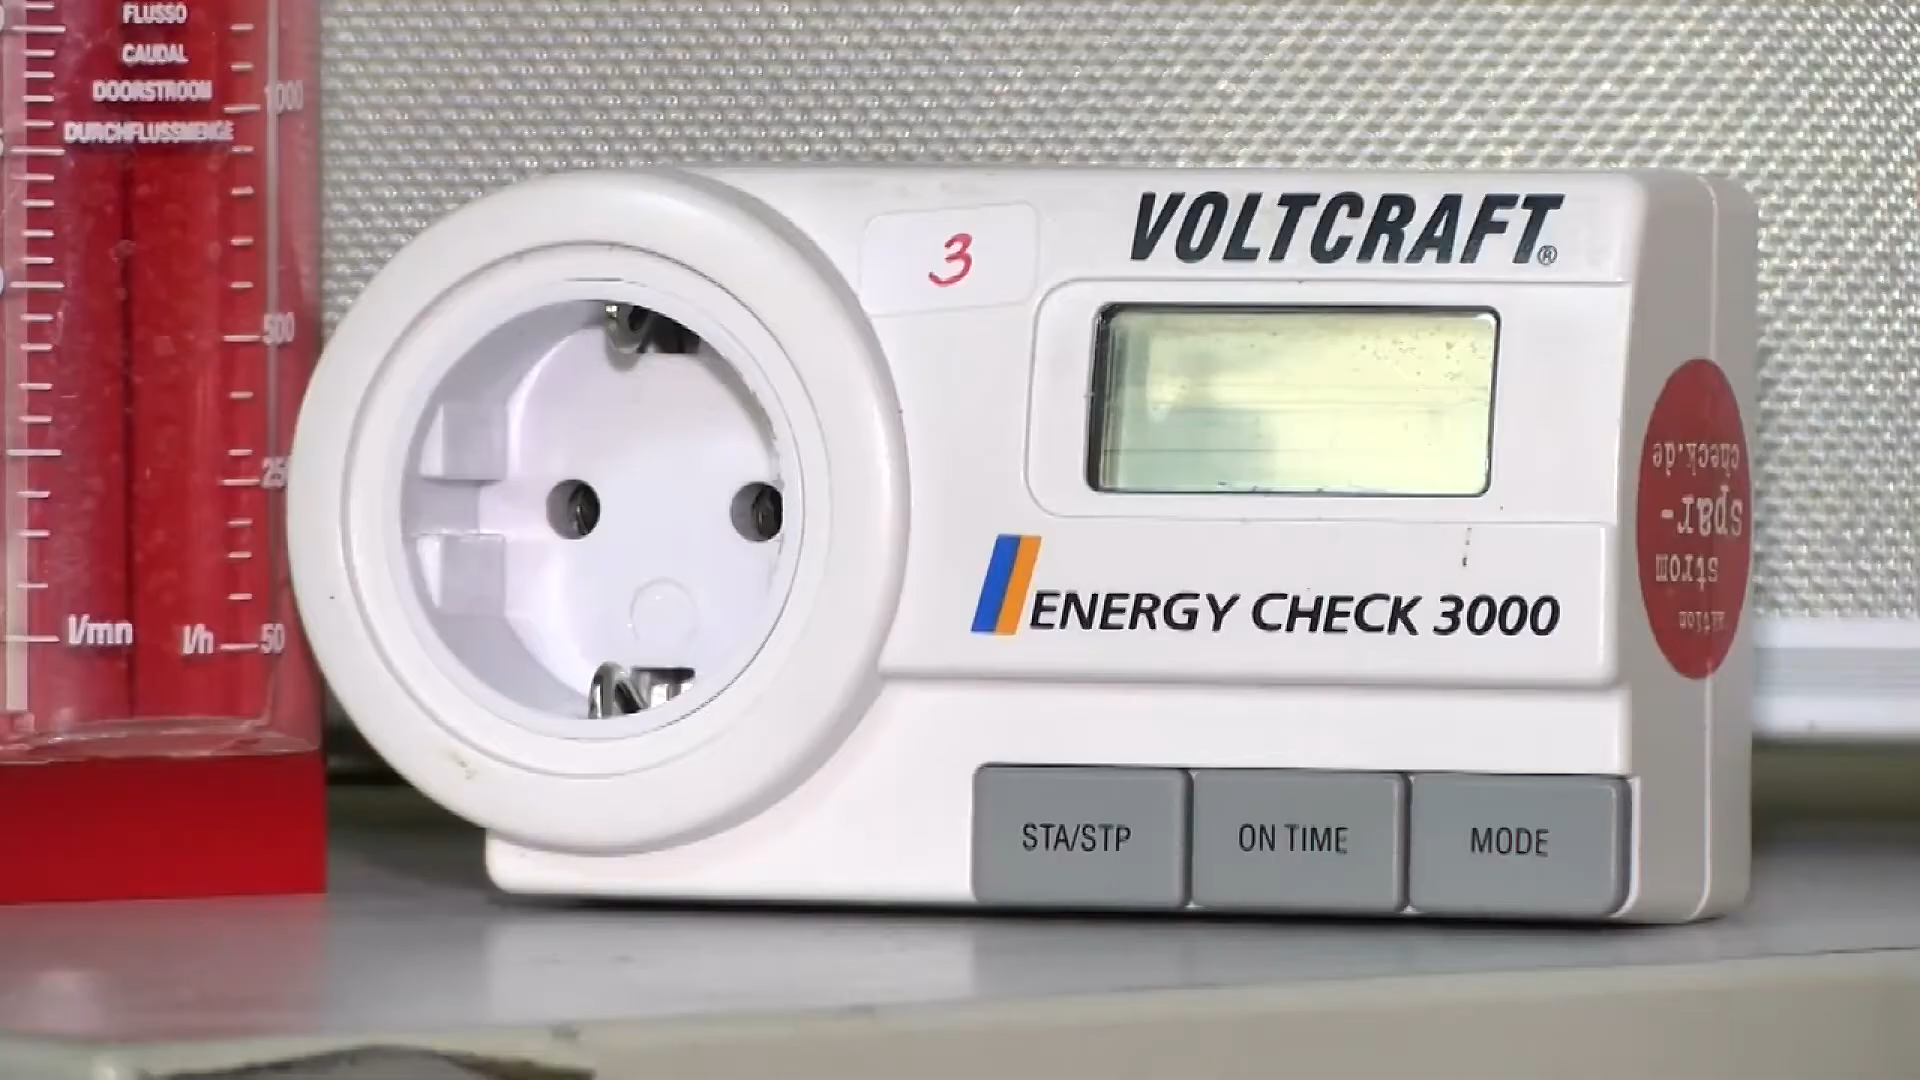 FLUSSO
CAUDAL
DOORSTROOM
DURCHFLUSSMENGE
1000
500
250
l/mn
l/h
50
3
VOLTCRAFT®
ENERGY CHECK 3000
STA/STP
ON TIME
MODE
aktion
strom
spar-
check.de